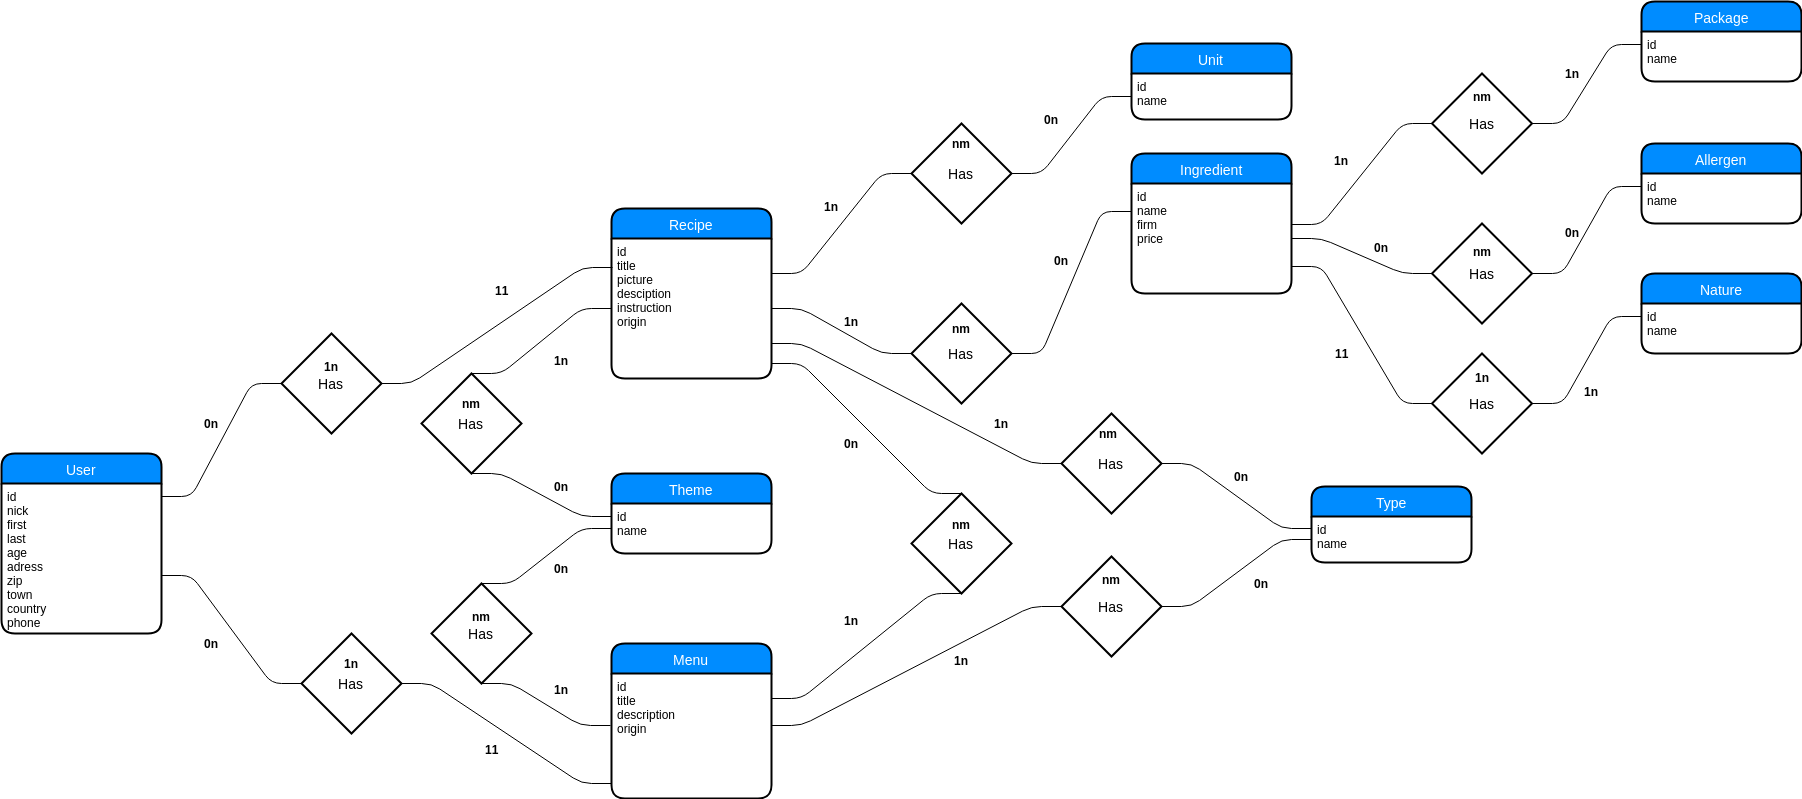 Package
id
name
1n
nm
Has
1n
Unit
id
name
0n
nm
Has
1n
Allergen
id
name
0n
nm
Has
0n
Ingredient
id
name
firm
price
Recipe
id
title
picture
desciption
instruction
origin
0n
nm
Has
1n
Nature
id
name
1n
1n
Has
11
11
1n
Has
0n
1n
nm
Has
0n
1n
nm
Has
0n
User
id
nick
first
last
age
adress
zip
town
country
phone
Theme
id
name
0n
nm
Has
1n
0n
nm
Has
1n
Type
id
name
0n
nm
Has
1n
0n
1n
Has
11
Menu
id
title
description
origin